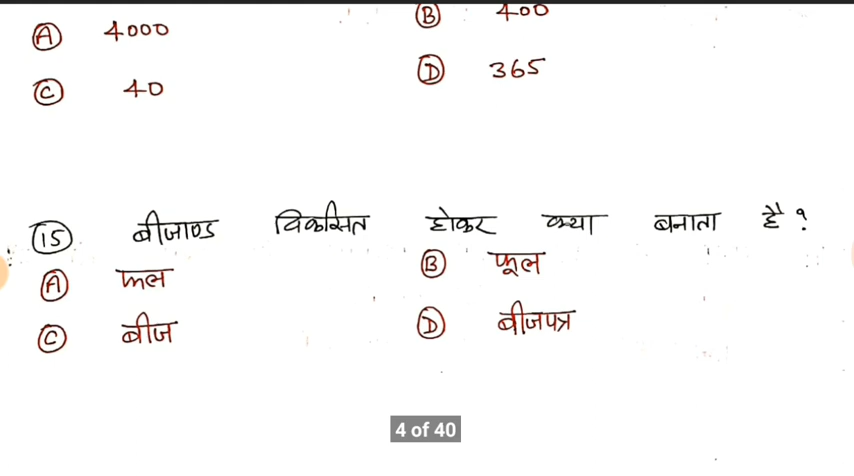 (A) 4000 (B) 400
(C) 40 (D) 365
(15) बीजाण्ड विकसित होकर क्या बनाता है ?
(A) फल (B) फूल
(C) बीज (D) बीजपत्र
4 of 40